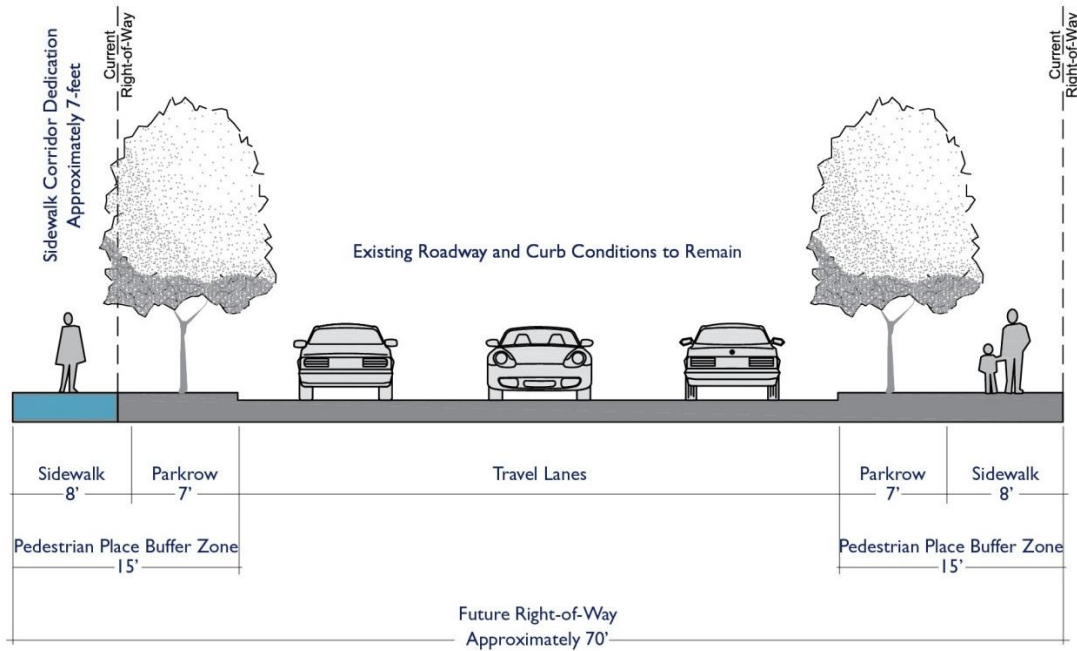 Sidewalk Corridor Dedication
Approximately 7-feet
Current
Right-of-Way
Current
Right-of-Way
Existing Roadway and Curb Conditions to Remain
Sidewalk
8'
Parkrow
7'
Travel Lanes
Parkrow
7'
Sidewalk
8'
Pedestrian Place Buffer Zone
15'
Pedestrian Place Buffer Zone
15'
Future Right-of-Way
Approximately 70'